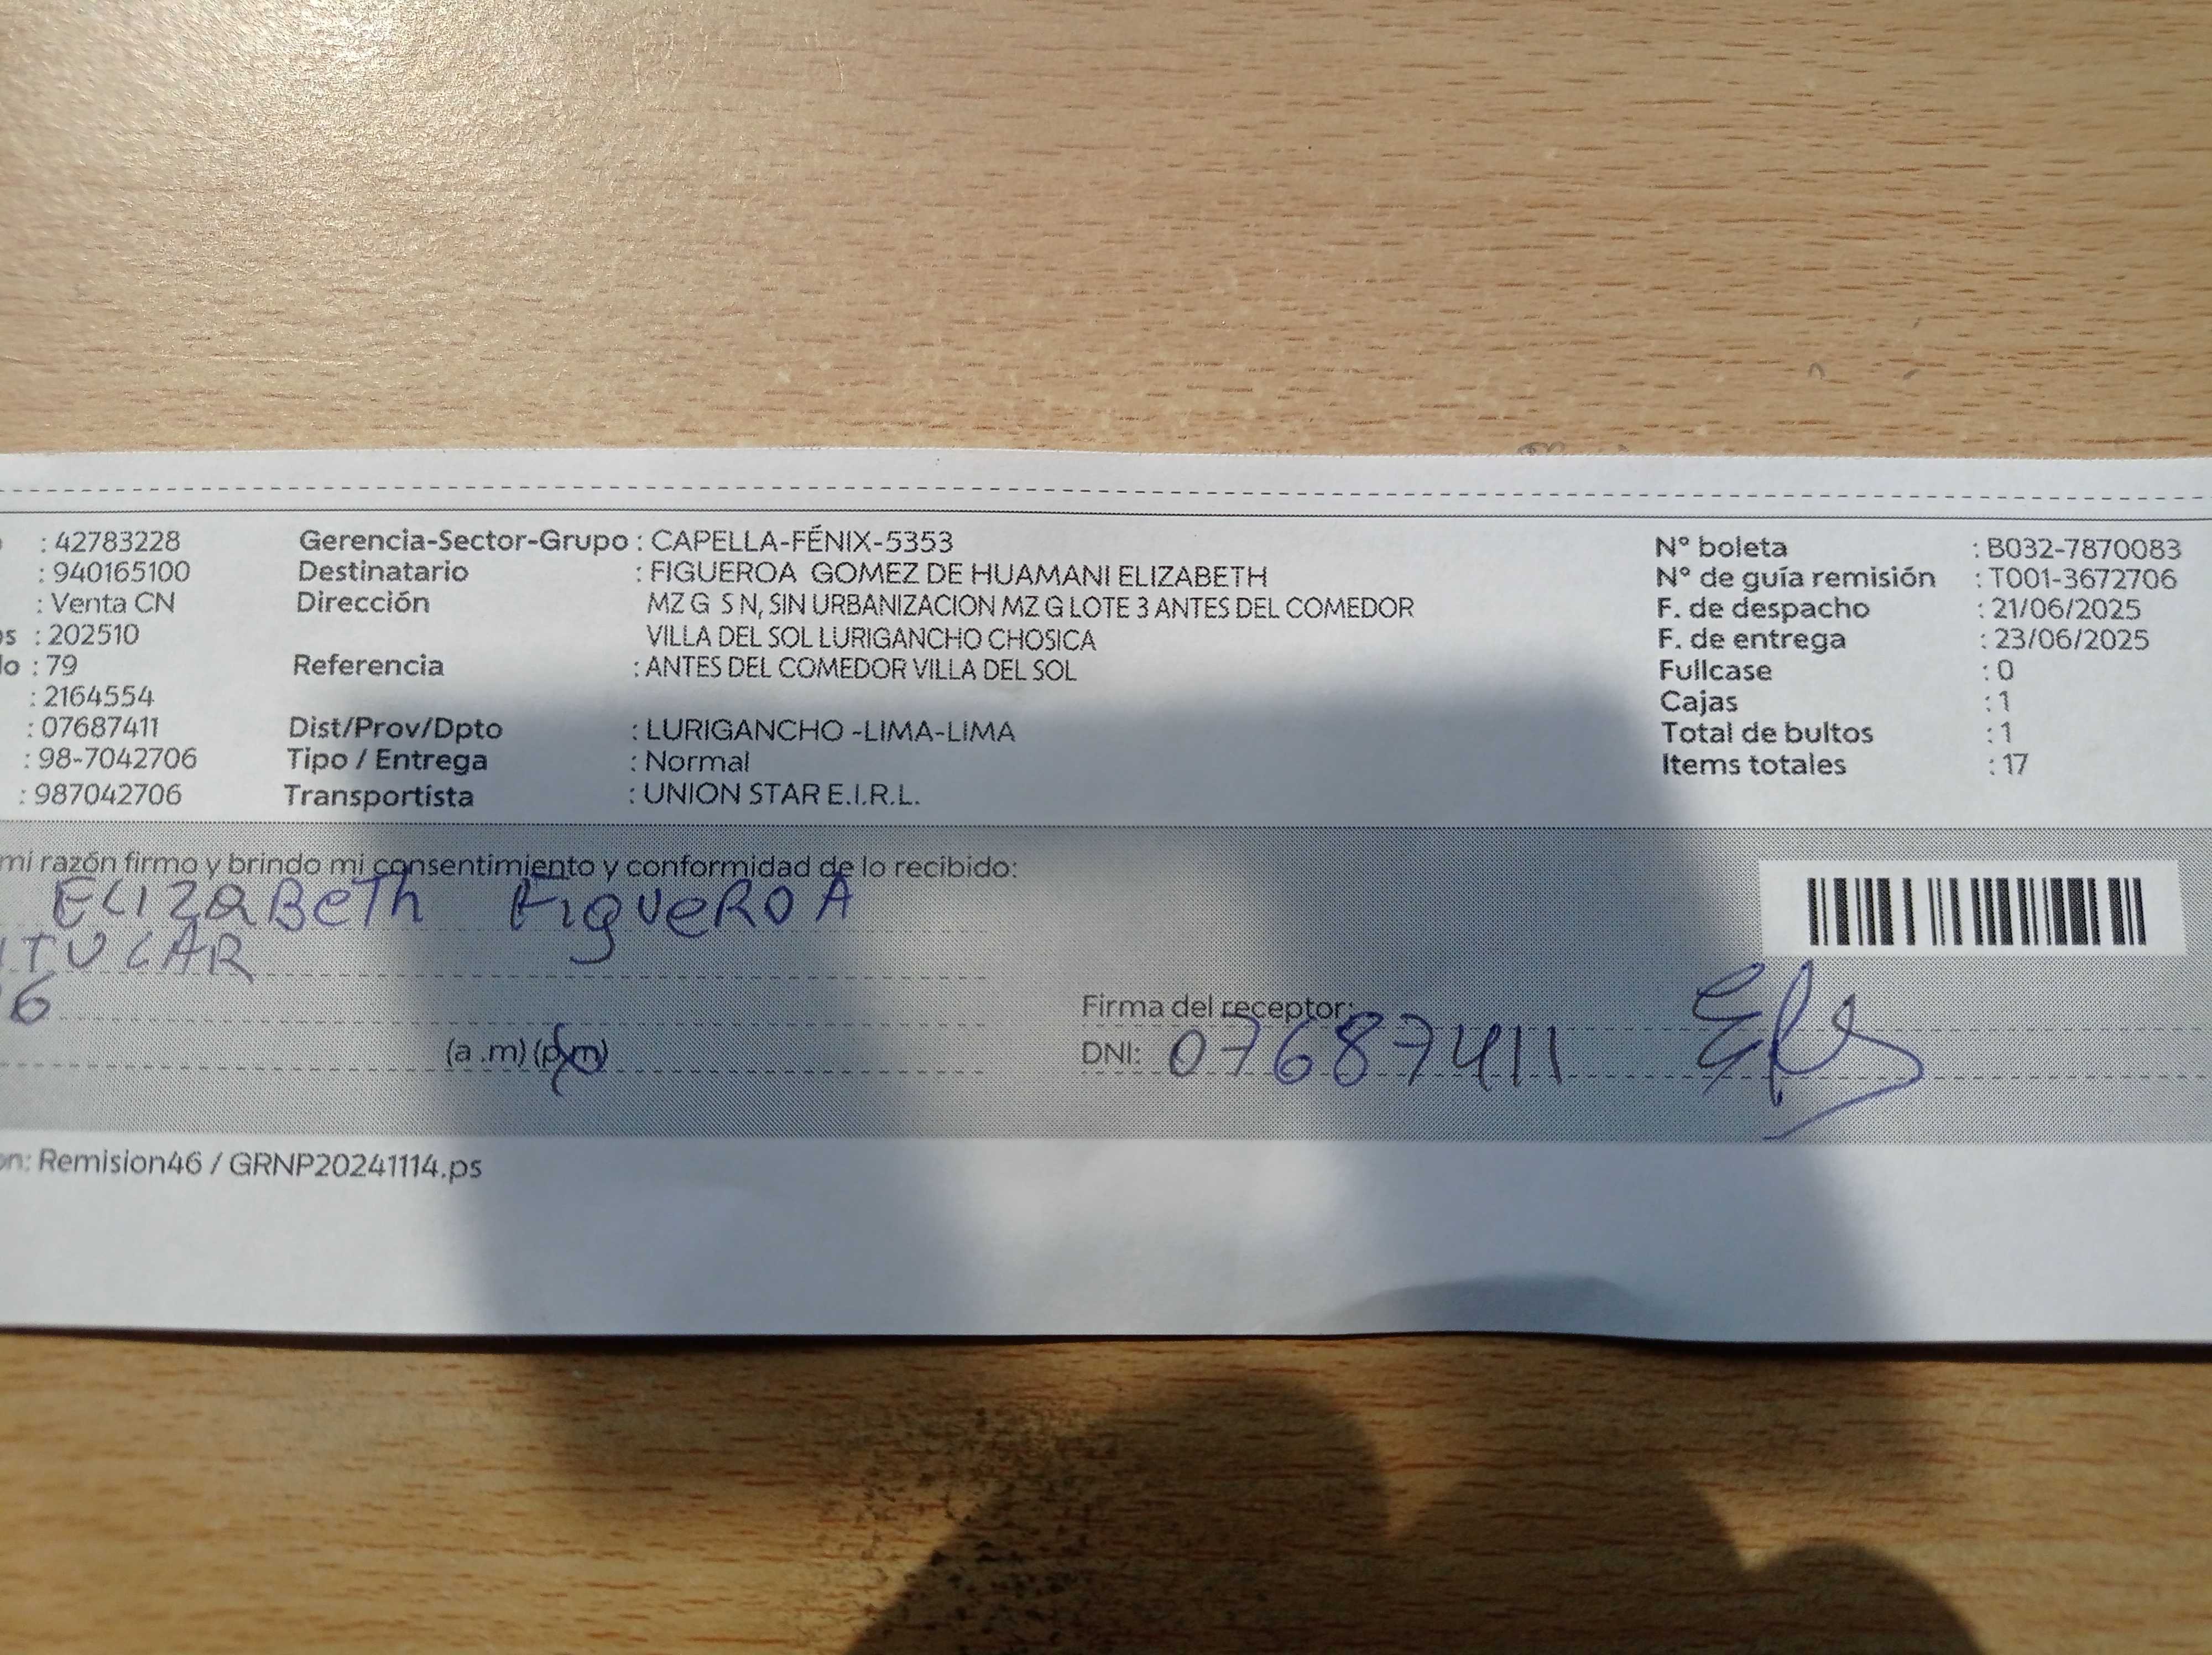 : 42783228 Gerencia-Sector-Grupo : CAPELLA-FÉNIX-5353 N° boleta : B032-7870083
: 940165100 Destinatario : FIGUEROA GOMEZ DE HUAMANI ELIZABETH N° de guía remisión : T001-3672706
: Venta CN Dirección MZ G S N, SIN URBANIZACION MZ G LOTE 3 ANTES DEL COMEDOR F. de despacho : 21/06/2025
: 202510 VILLA DEL SOL LURIGANCHO CHOSICA F. de entrega : 23/06/2025
: 79 Referencia : ANTES DEL COMEDOR VILLA DEL SOL Fullcase : 0
: 2164554 Cajas : 1
: 07687411 Dist/Prov/Dpto : LURIGANCHO -LIMA-LIMA Total de bultos : 1
: 98-7042706 Tipo / Entrega : Normal Items totales : 17
: 987042706 Transportista : UNION STAR E.I.R.L.
mi razón firmo y brindo mi consentimiento y conformidad de lo recibido:
ELIZaBeTh FigueROA
ITULAR
6
Firma del receptor:
(a .m) (p.m) DNI: 07687411
on: Remision46 / GRNP20241114.ps